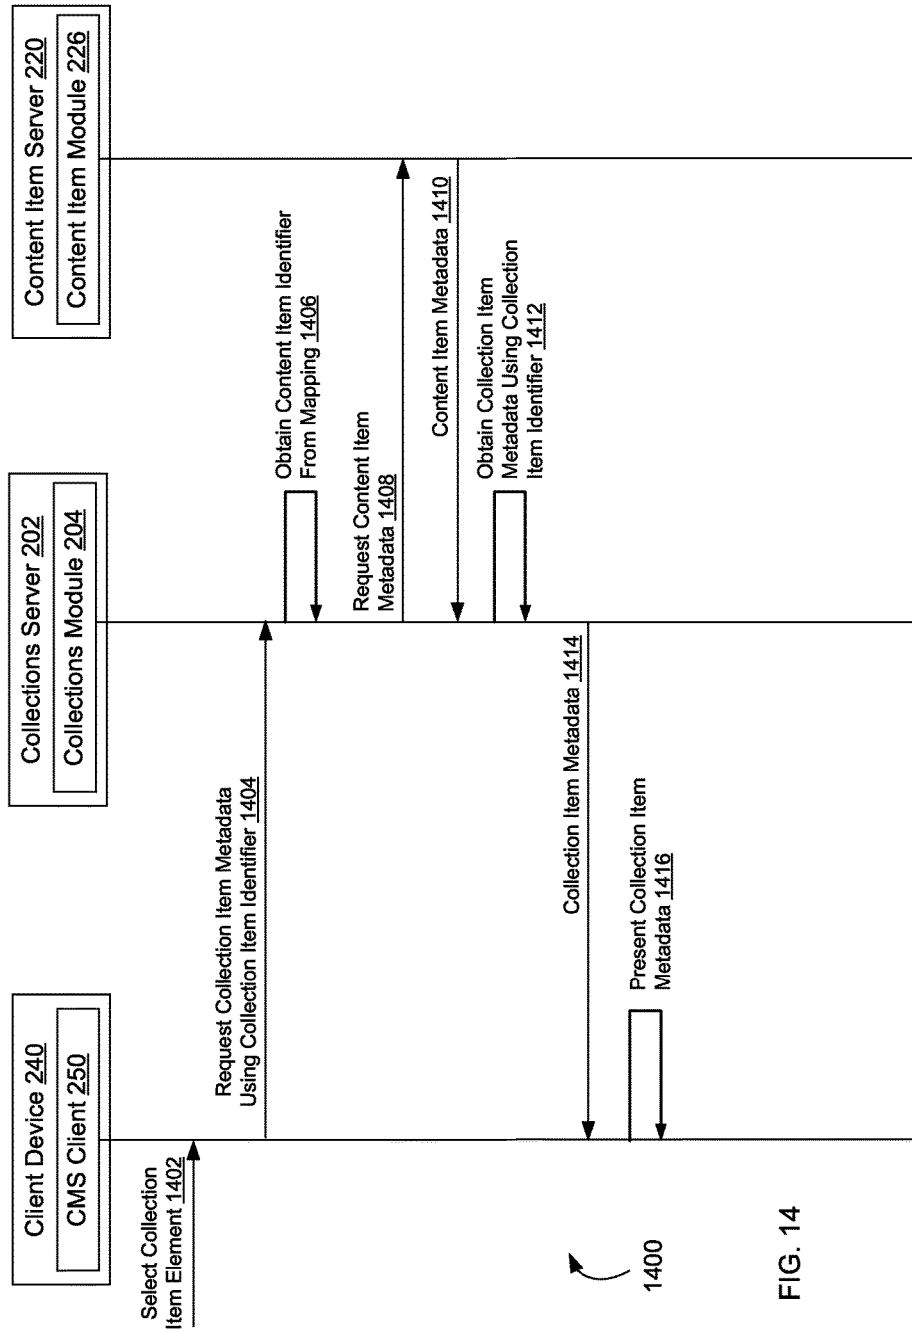 Client Device 240
CMS Client 250
Collections Server 202
Collections Module 204
Content Item Server 220
Content Item Module 226
Select Collection
Item Element 1402
Request Collection Item Metadata
Using Collection Item Identifier 1404
Obtain Content Item Identifier
From Mapping 1406
Request Content Item
Metadata 1408
Content Item Metadata 1410
Obtain Collection Item
Metadata Using Collection
Item Identifier 1412
Collection Item Metadata 1414
Present Collection Item
Metadata 1416
1400
FIG. 14